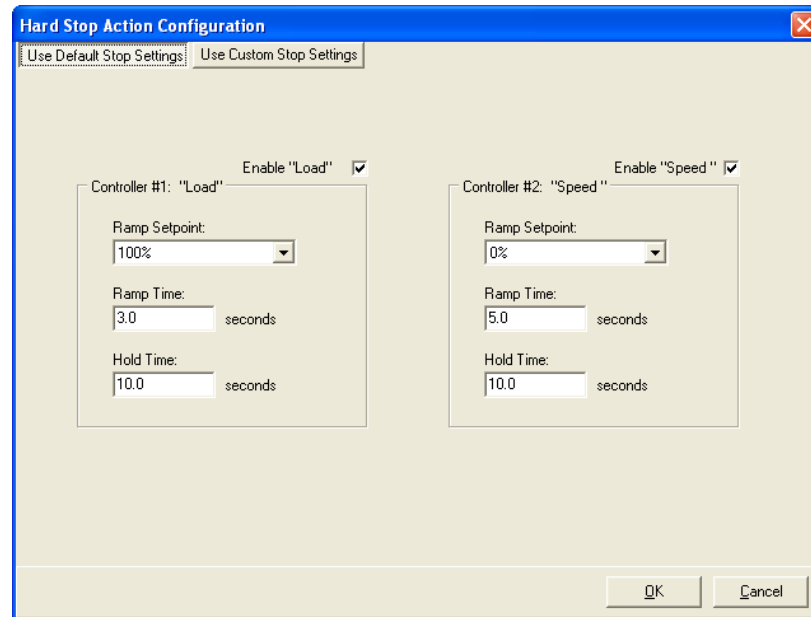 Hard Stop Action Configuration
Use Default Stop Settings Use Custom Stop Settings
Enable "Load"
Controller #1: "Load"
Ramp Setpoint:
100%
Ramp Time:
3.0 seconds
Hold Time:
10.0 seconds
Enable "Speed "
Controller #2: "Speed "
Ramp Setpoint:
0%
Ramp Time:
5.0 seconds
Hold Time:
10.0 seconds
OK Cancel